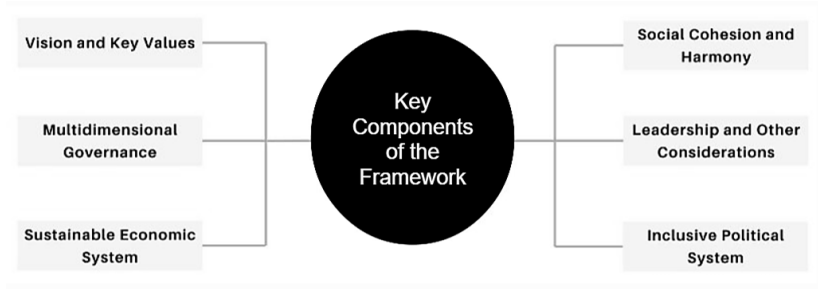 Vision and Key Values
Multidimensional
Governance
Sustainable Economic
System
Key
Components
of the
Framework
Social Cohesion and
Harmony
Leadership and Other
Considerations
Inclusive Political
System